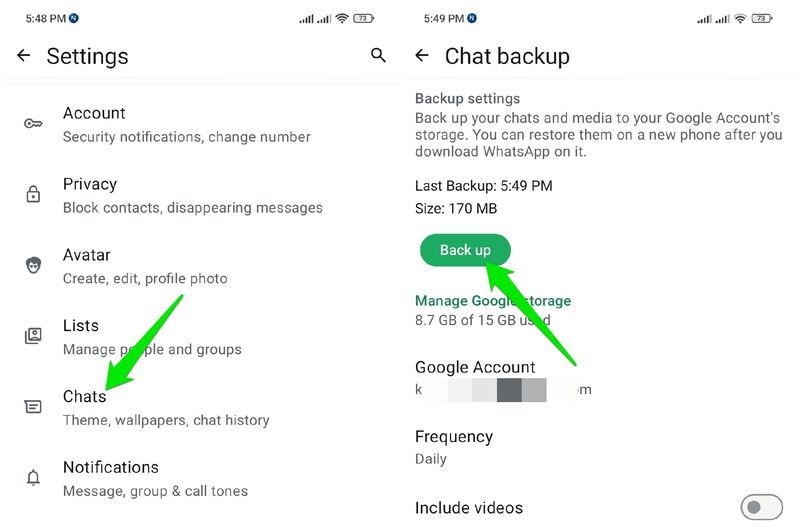 5:48 PM
73
Settings
Account
Security notifications, change number
Privacy
Block contacts, disappearing messages
Avatar
Create, edit, profile photo
Lists
Manage people and groups
Chats
Theme, wallpapers, chat history
Notifications
Message, group & call tones
5:49 PM
73
Chat backup
Backup settings
Back up your chats and media to your Google Account's
storage. You can restore them on a new phone after you
download WhatsApp on it.
Last Backup: 5:49 PM
Size: 170 MB
Back up
Manage Google storage
8.7 GB of 15 GB used
Google Account
k om
Frequency
Daily
Include videos